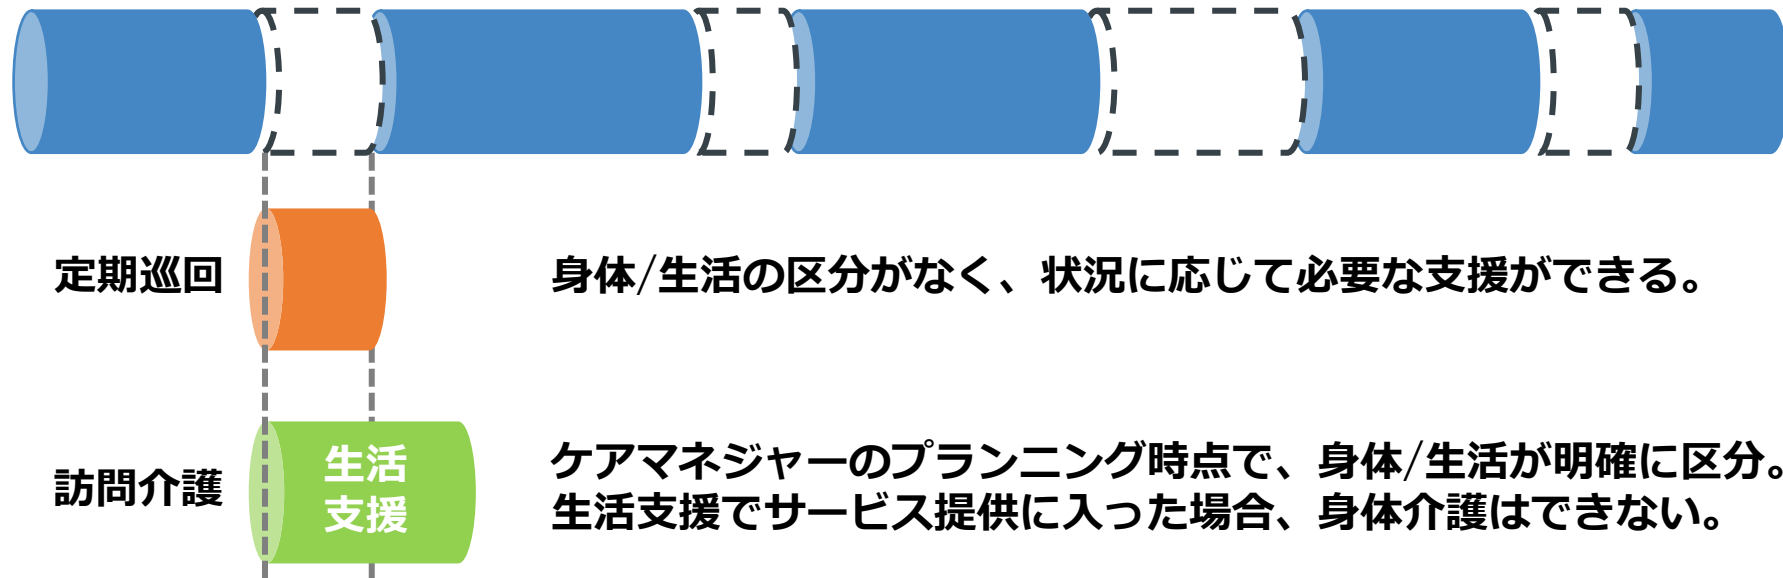 定期巡回
身体/生活の区分がなく、状況に応じて必要な支援ができる。
訪問介護
生活
支援
ケアマネジャーのプランニング時点で、身体/生活が明確に区分。
生活支援でサービス提供に入った場合、身体介護はできない。